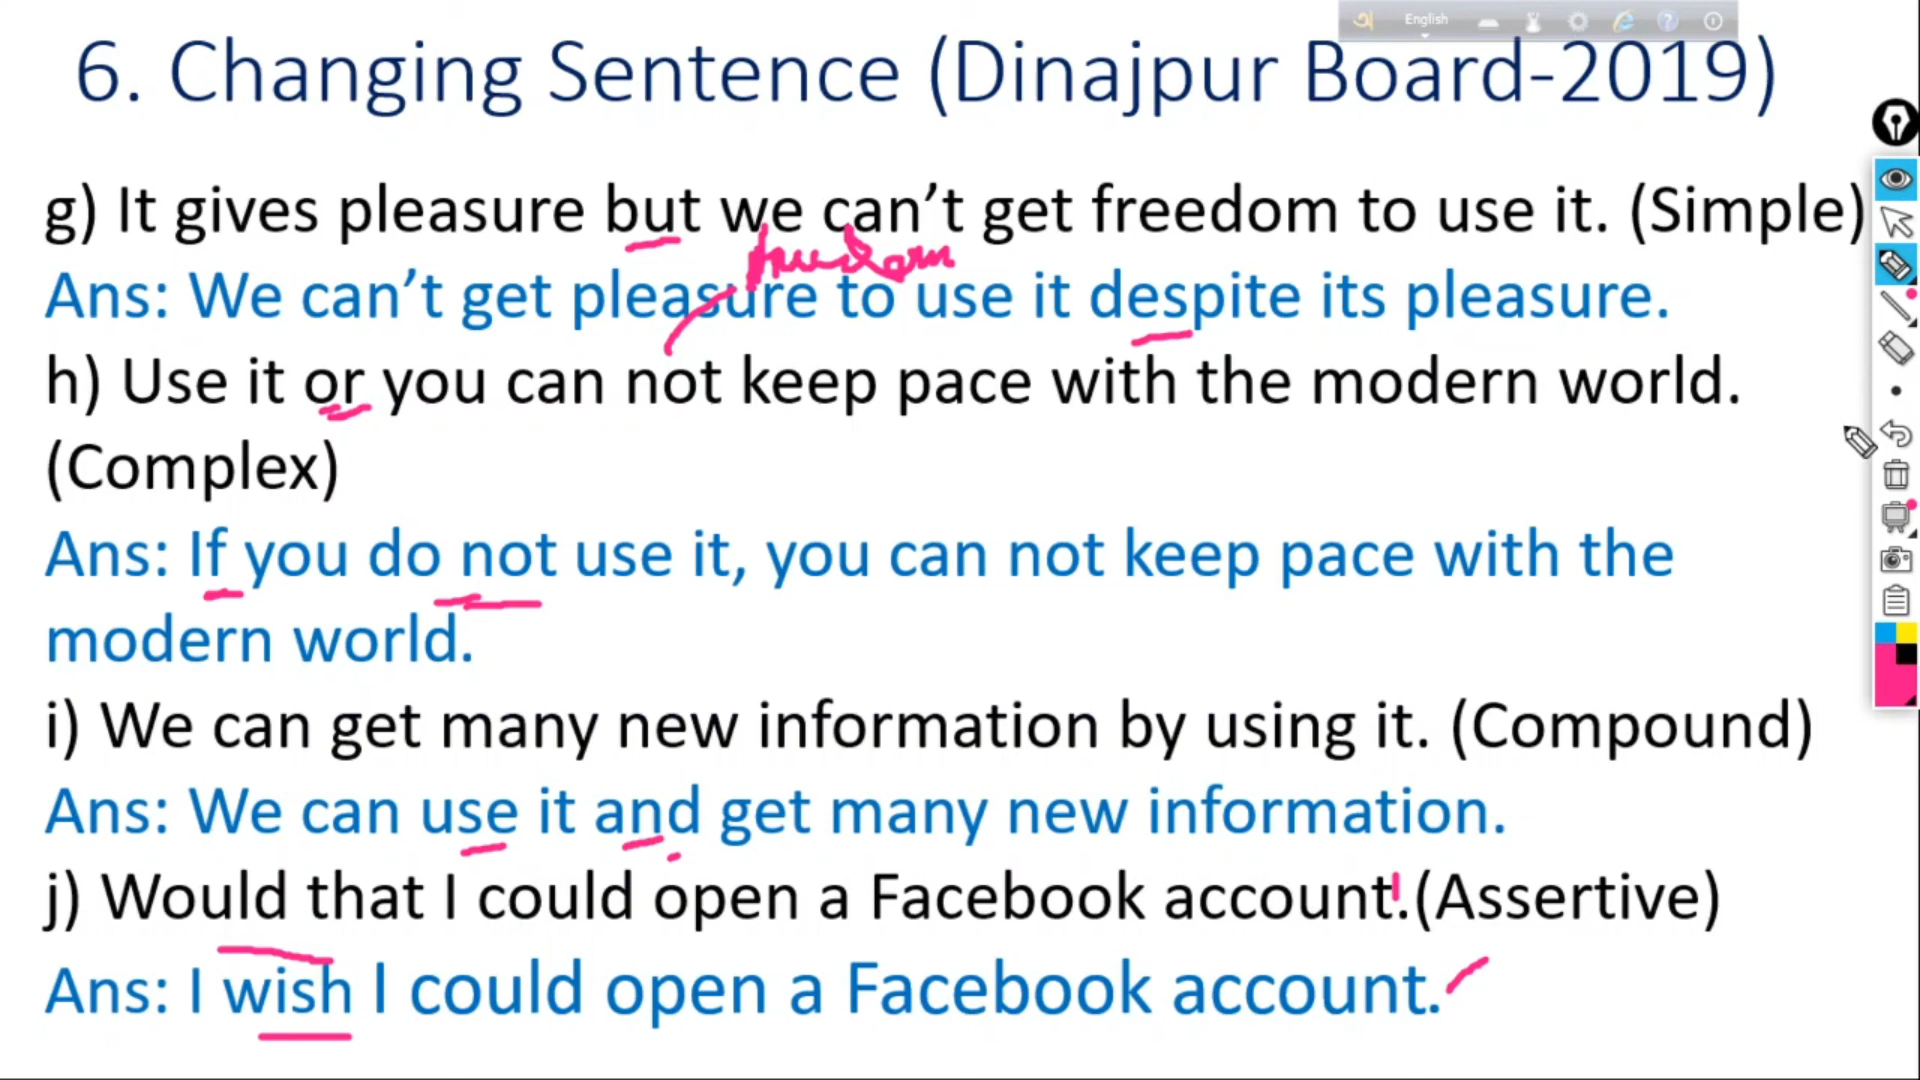 English
6. Changing Sentence (Dinajpur Board-2019)
g) It gives pleasure but we can’t get freedom to use it. (Simple)
freedom
Ans: We can’t get pleasure to use it despite its pleasure.
h) Use it or you can not keep pace with the modern world.
(Complex)
Ans: If you do not use it, you can not keep pace with the
modern world.
i) We can get many new information by using it. (Compound)
Ans: We can use it and get many new information.
j) Would that I could open a Facebook account!.(Assertive)
Ans: I wish I could open a Facebook account.